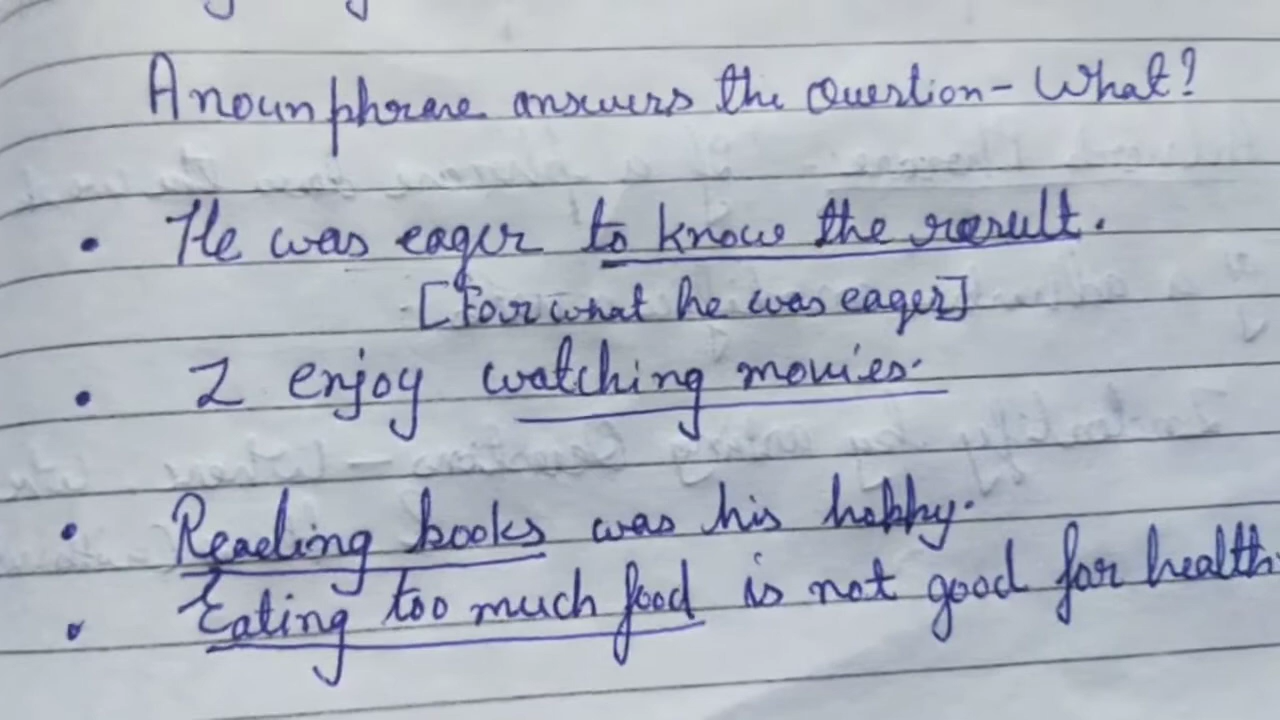 A noun phrase answers the Question - What?
• He was eager to know the result.
[For what he was eager]
• I enjoy watching movies.
• Reading books was his hobby.
• Eating too much food is not good for health.